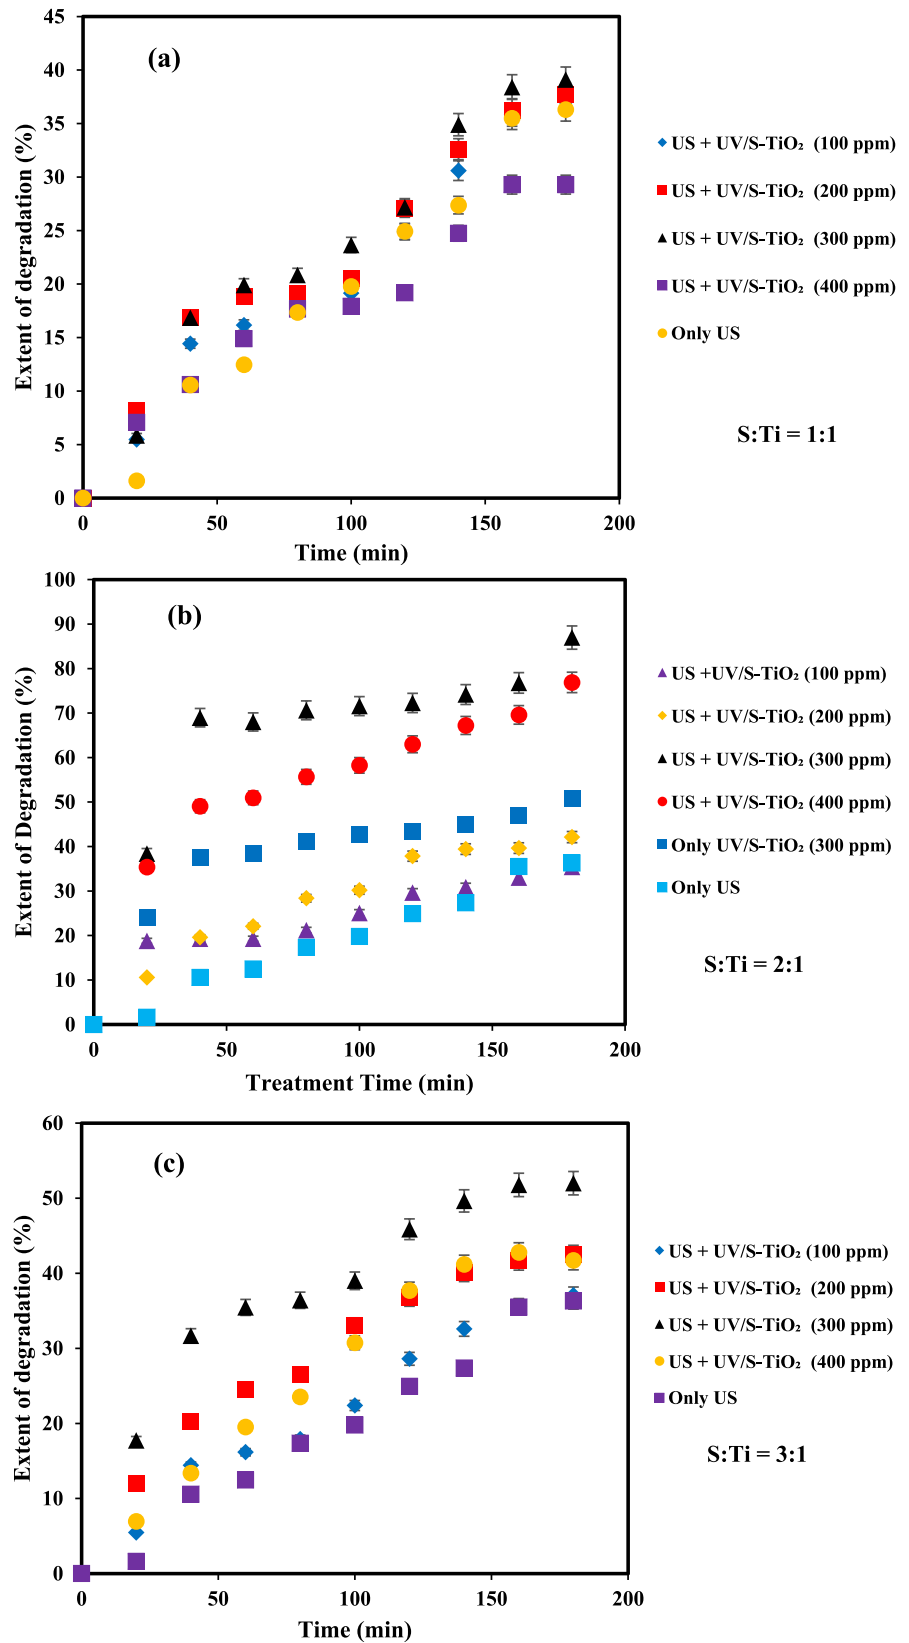 (a)
Extent of degradation (%)
45
40
35
30
25
20
15
10
5
0
0 50 100 150 200
Time (min)
US + UV/S-TiO₂ (100 ppm)
US + UV/S-TiO₂ (200 ppm)
US + UV/S-TiO₂ (300 ppm)
US + UV/S-TiO₂ (400 ppm)
Only US
S:Ti = 1:1
(b)
Extent of Degradation (%)
100
90
80
70
60
50
40
30
20
10
0
0 50 100 150 200
Treatment Time (min)
US +UV/S-TiO₂ (100 ppm)
US + UV/S-TiO₂ (200 ppm)
US + UV/S-TiO₂ (300 ppm)
US + UV/S-TiO₂ (400 ppm)
Only UV/S-TiO₂ (300 ppm)
Only US
S:Ti = 2:1
(c)
Extent of degradation (%)
60
50
40
30
20
10
0
0 50 100 150 200
Time (min)
US + UV/S-TiO₂ (100 ppm)
US + UV/S-TiO₂ (200 ppm)
US + UV/S-TiO₂ (300 ppm)
US + UV/S-TiO₂ (400 ppm)
Only US
S:Ti = 3:1